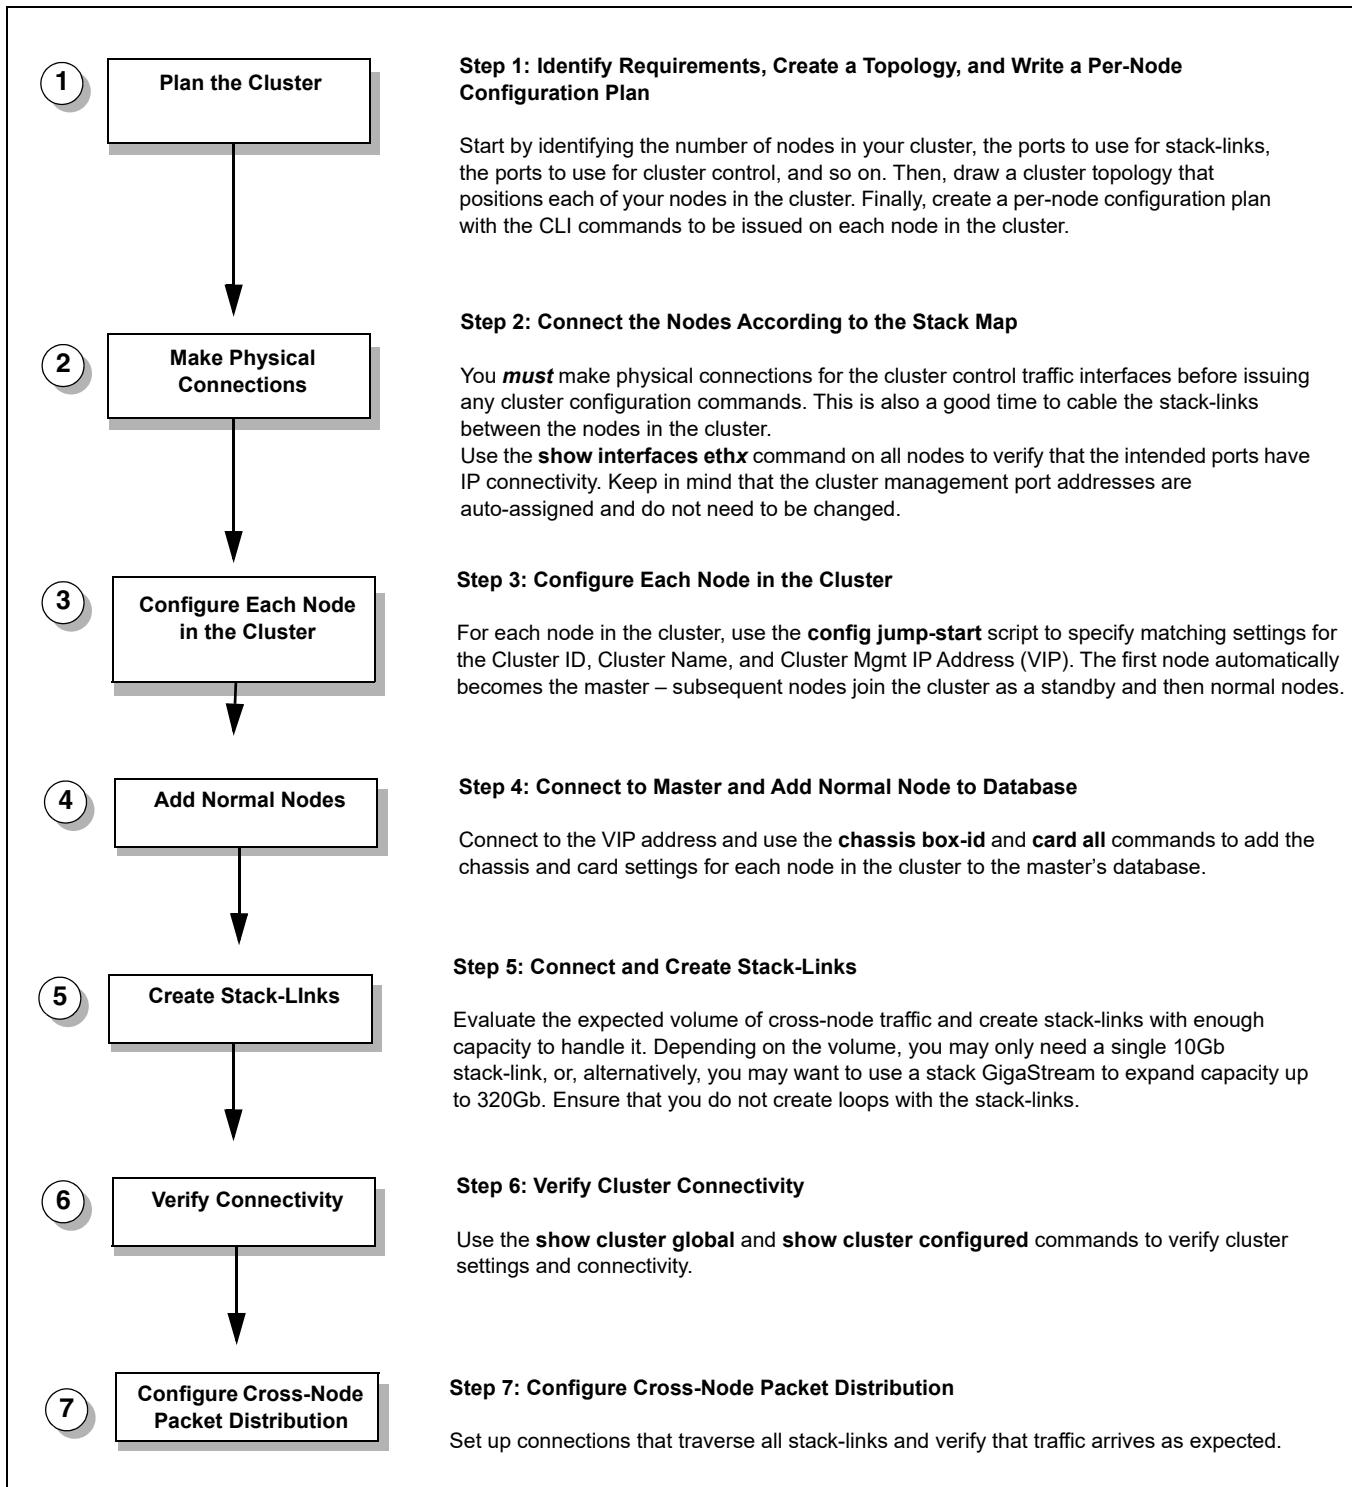 1
Plan the Cluster
Step 1: Identify Requirements, Create a Topology, and Write a Per-Node
Configuration Plan
Start by identifying the number of nodes in your cluster, the ports to use for stack-links,
the ports to use for cluster control, and so on. Then, draw a cluster topology that
positions each of your nodes in the cluster. Finally, create a per-node configuration plan
with the CLI commands to be issued on each node in the cluster.
2
Make Physical
Connections
Step 2: Connect the Nodes According to the Stack Map
You must make physical connections for the cluster control traffic interfaces before issuing
any cluster configuration commands. This is also a good time to cable the stack-links
between the nodes in the cluster.
Use the show interfaces ethx command on all nodes to verify that the intended ports have
IP connectivity. Keep in mind that the cluster management port addresses are
auto-assigned and do not need to be changed.
3
Configure Each Node
in the Cluster
Step 3: Configure Each Node in the Cluster
For each node in the cluster, use the config jump-start script to specify matching settings for
the Cluster ID, Cluster Name, and Cluster Mgmt IP Address (VIP). The first node automatically
becomes the master – subsequent nodes join the cluster as a standby and then normal nodes.
4
Add Normal Nodes
Step 4: Connect to Master and Add Normal Node to Database
Connect to the VIP address and use the chassis box-id and card all commands to add the
chassis and card settings for each node in the cluster to the master’s database.
5
Create Stack-LInks
Step 5: Connect and Create Stack-Links
Evaluate the expected volume of cross-node traffic and create stack-links with enough
capacity to handle it. Depending on the volume, you may only need a single 10Gb
stack-link, or, alternatively, you may want to use a stack GigaStream to expand capacity up
to 320Gb. Ensure that you do not create loops with the stack-links.
6
Verify Connectivity
Step 6: Verify Cluster Connectivity
Use the show cluster global and show cluster configured commands to verify cluster
settings and connectivity.
7
Configure Cross-Node
Packet Distribution
Step 7: Configure Cross-Node Packet Distribution
Set up connections that traverse all stack-links and verify that traffic arrives as expected.